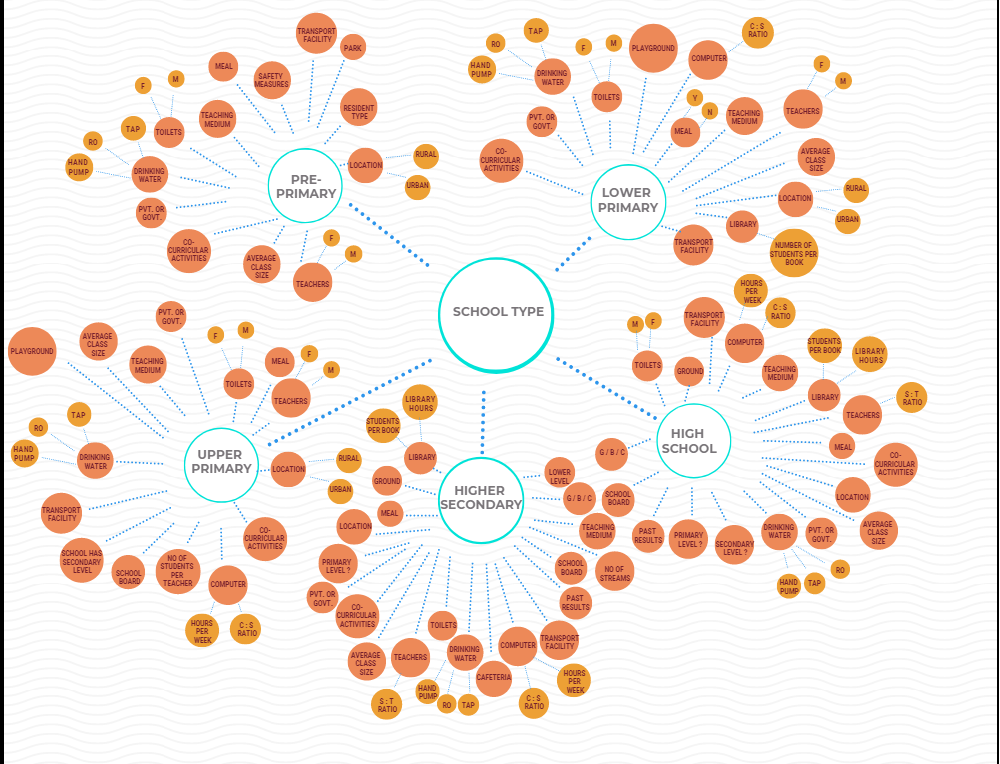 SCHOOL TYPE
PRE-
PRIMARY
TRANSPORT
FACILITY
PARK
MEAL
SAFETY
MEASURES
RESIDENT
TYPE
F
M
TEACHING
MEDIUM
TOILETS
TAP
RO
HAND
PUMP
DRINKING
WATER
LOCATION
RURAL
URBAN
PVT. OR
GOVT.
CO-
CURRICULAR
ACTIVITIES
AVERAGE
CLASS
SIZE
TEACHERS
F
M
LOWER
PRIMARY
TAP
RO
HAND
PUMP
DRINKING
WATER
F
M
TOILETS
PLAYGROUND
COMPUTER
C : S
RATIO
PVT. OR
GOVT.
CO-
CURRICULAR
ACTIVITIES
Y
N
MEAL
TEACHING
MEDIUM
F
M
TEACHERS
AVERAGE
CLASS
SIZE
LOCATION
RURAL
URBAN
LIBRARY
NUMBER OF
STUDENTS PER
BOOK
TRANSPORT
FACILITY
UPPER
PRIMARY
PLAYGROUND
AVERAGE
CLASS
SIZE
PVT. OR
GOVT.
TEACHING
MEDIUM
F
M
TOILETS
MEAL
F
M
TEACHERS
TAP
RO
HAND
PUMP
DRINKING
WATER
LOCATION
RURAL
URBAN
TRANSPORT
FACILITY
SCHOOL HAS
SECONDARY
LEVEL
SCHOOL
BOARD
NO OF
STUDENTS
PER
TEACHER
COMPUTER
HOURS
PER
WEEK
C : S
RATIO
CO-
CURRICULAR
ACTIVITIES
HIGHER
SECONDARY
LIBRARY
HOURS
STUDENTS
PER BOOK
LIBRARY
GROUND
MEAL
LOCATION
PRIMARY
LEVEL ?
PVT. OR
GOVT.
CO-
CURRICULAR
ACTIVITIES
AVERAGE
CLASS
SIZE
TEACHERS
S : T
RATIO
TOILETS
DRINKING
WATER
HAND
PUMP
RO
TAP
CAFETERIA
COMPUTER
C : S
RATIO
HOURS
PER
WEEK
TRANSPORT
FACILITY
PAST
RESULTS
SCHOOL
BOARD
NO OF
STREAMS
TEACHING
MEDIUM
G / B / C
LOWER
LEVEL
HIGH
SCHOOL
M
F
TOILETS
GROUND
TRANSPORT
FACILITY
HOURS
PER
WEEK
C : S
RATIO
COMPUTER
TEACHING
MEDIUM
STUDENTS
PER BOOK
LIBRARY
HOURS
LIBRARY
S : T
RATIO
TEACHERS
MEAL
CO-
CURRICULAR
ACTIVITIES
LOCATION
AVERAGE
CLASS
SIZE
PVT. OR
GOVT.
DRINKING
WATER
HAND
PUMP
TAP
RO
SECONDARY
LEVEL ?
PRIMARY
LEVEL ?
PAST
RESULTS
SCHOOL
BOARD
G / B / C